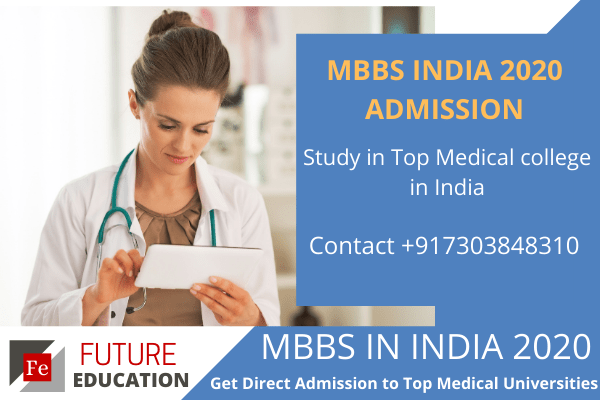 MBBS INDIA 2020
ADMISSION
Study in Top Medical college
in India
Contact +917303848310
Fe
FUTURE
EDUCATION
MBBS IN INDIA 2020
Get Direct Admission to Top Medical Universities